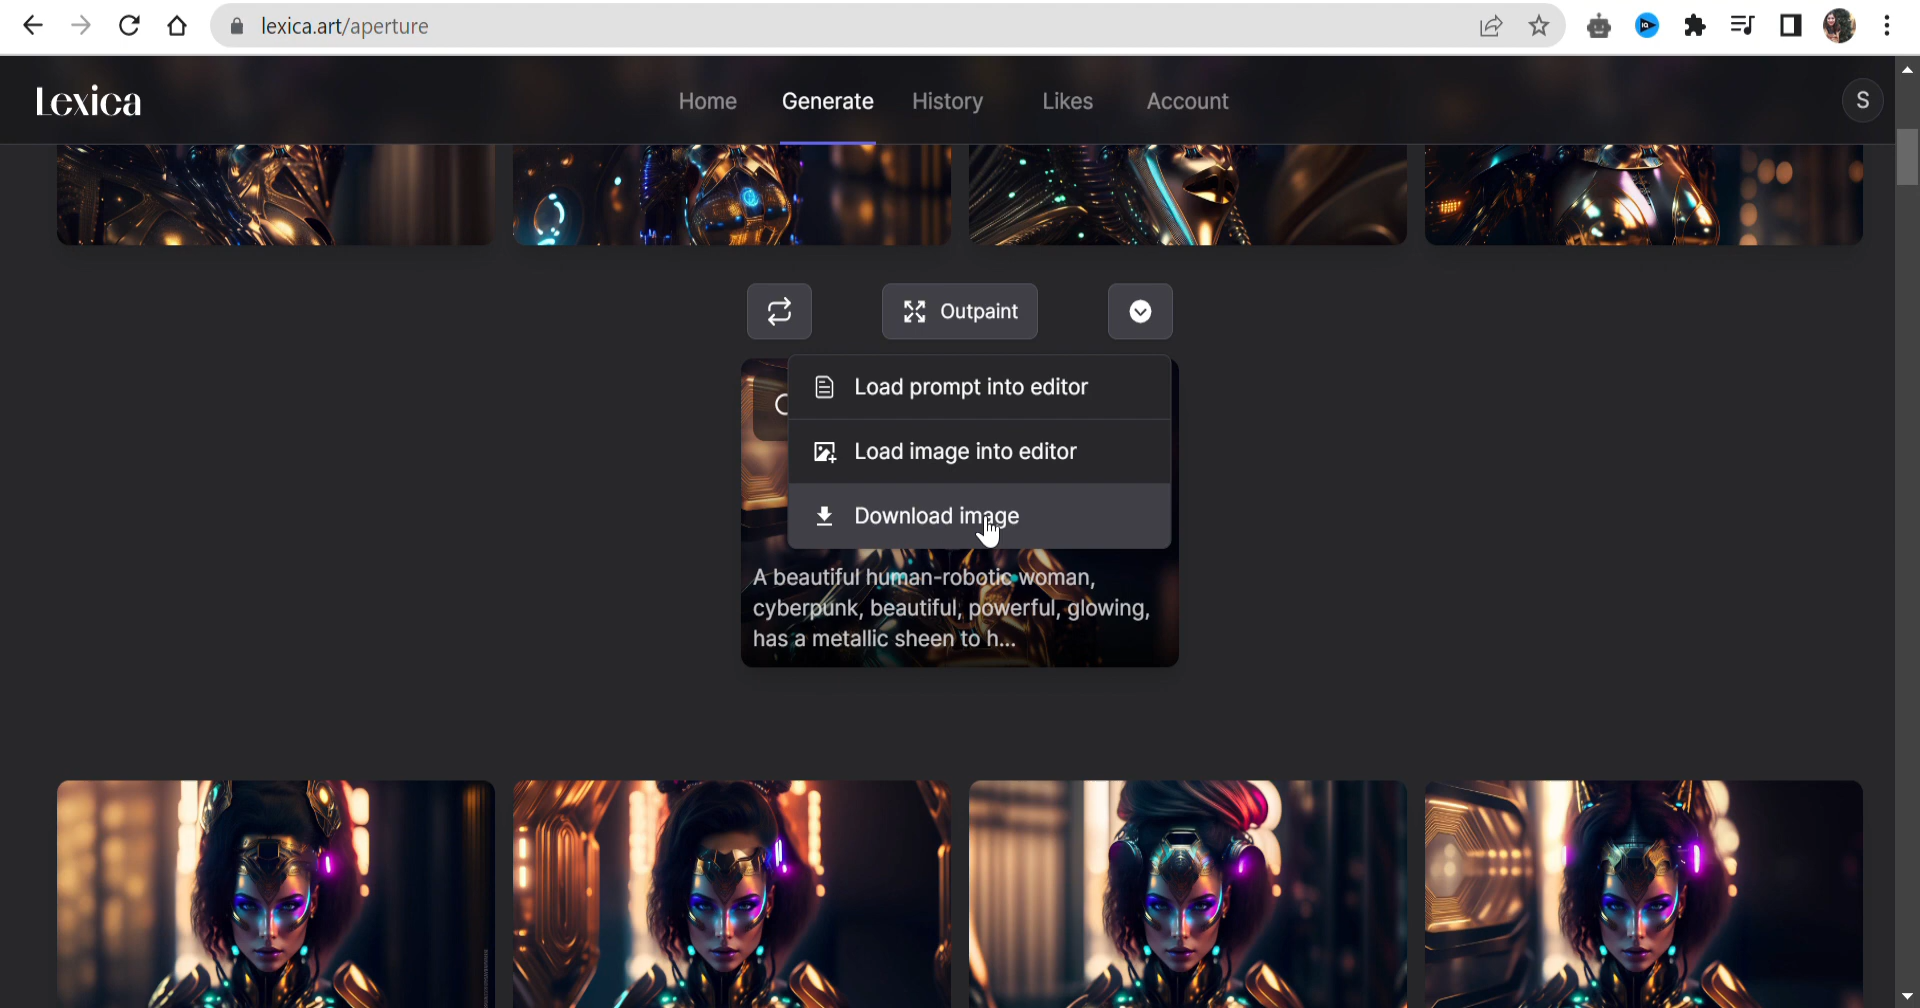 lexica.art/aperture
Lexica
Home Generate History Likes Account
S
Outpaint
Load prompt into editor
Load image into editor
Download image
A beautiful human-robotic woman,
cyberpunk, beautiful, powerful, glowing,
has a metallic sheen to h...